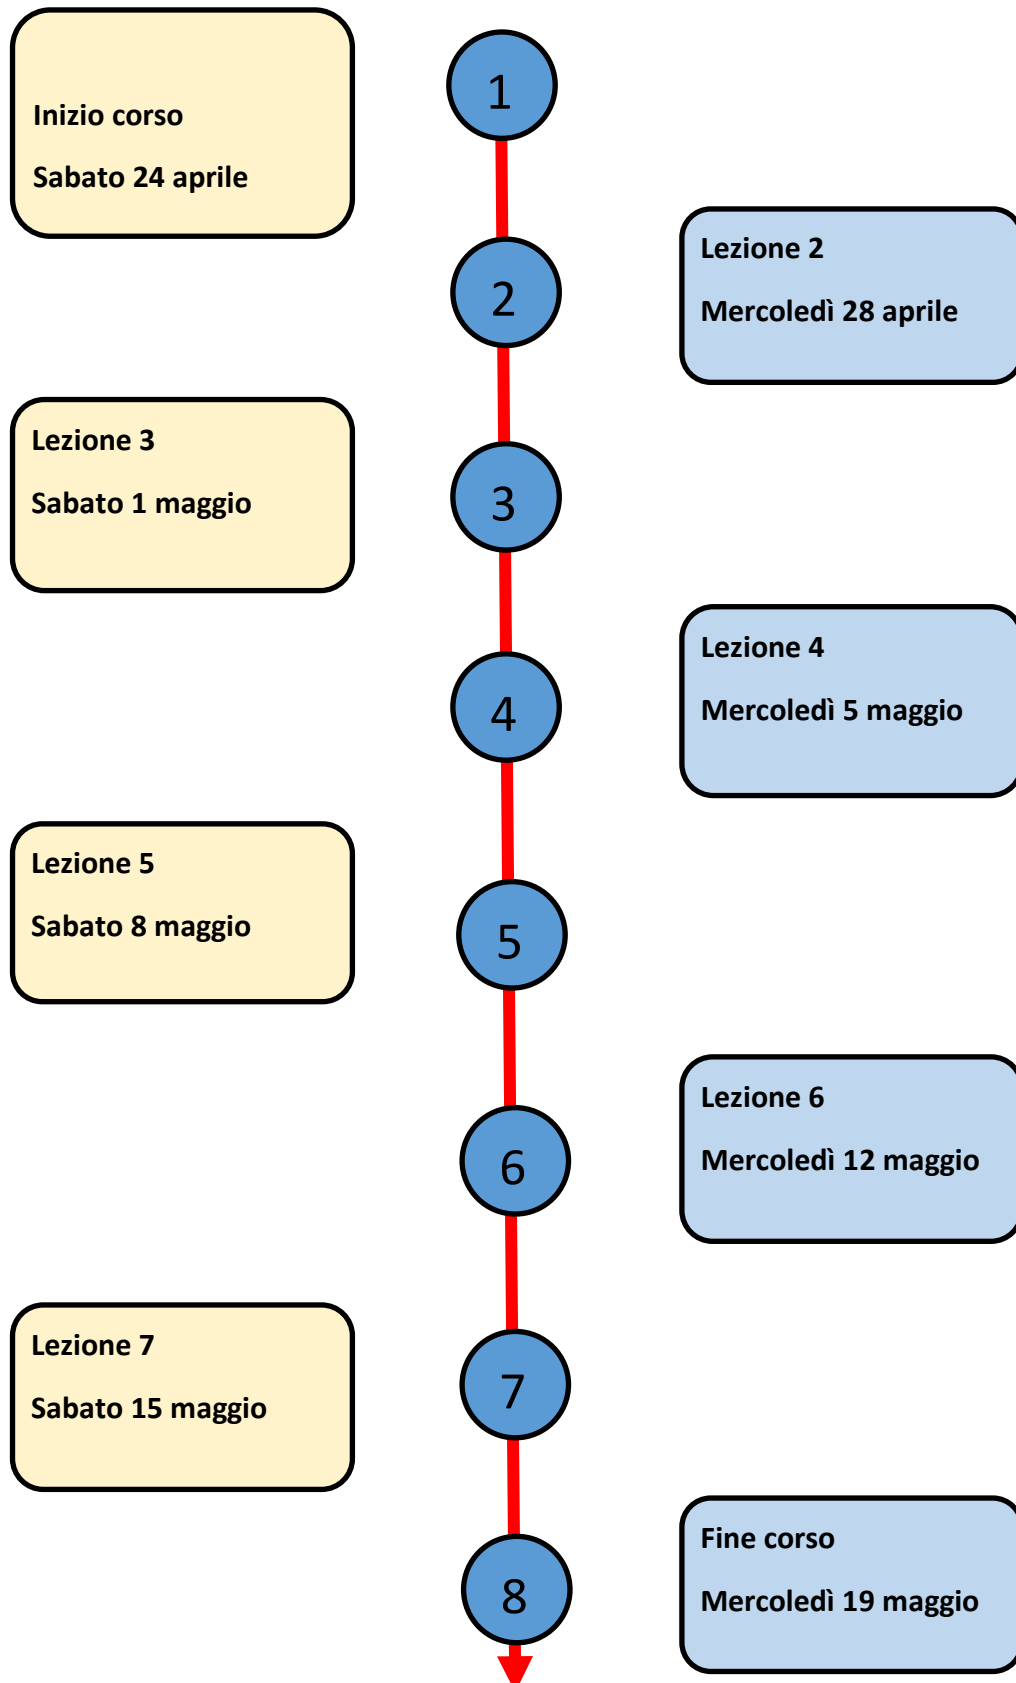 Inizio corso
Sabato 24 aprile
1
Lezione 2
Mercoledì 28 aprile
2
Lezione 3
Sabato 1 maggio
3
Lezione 4
Mercoledì 5 maggio
4
Lezione 5
Sabato 8 maggio
5
Lezione 6
Mercoledì 12 maggio
6
Lezione 7
Sabato 15 maggio
7
Fine corso
Mercoledì 19 maggio
8